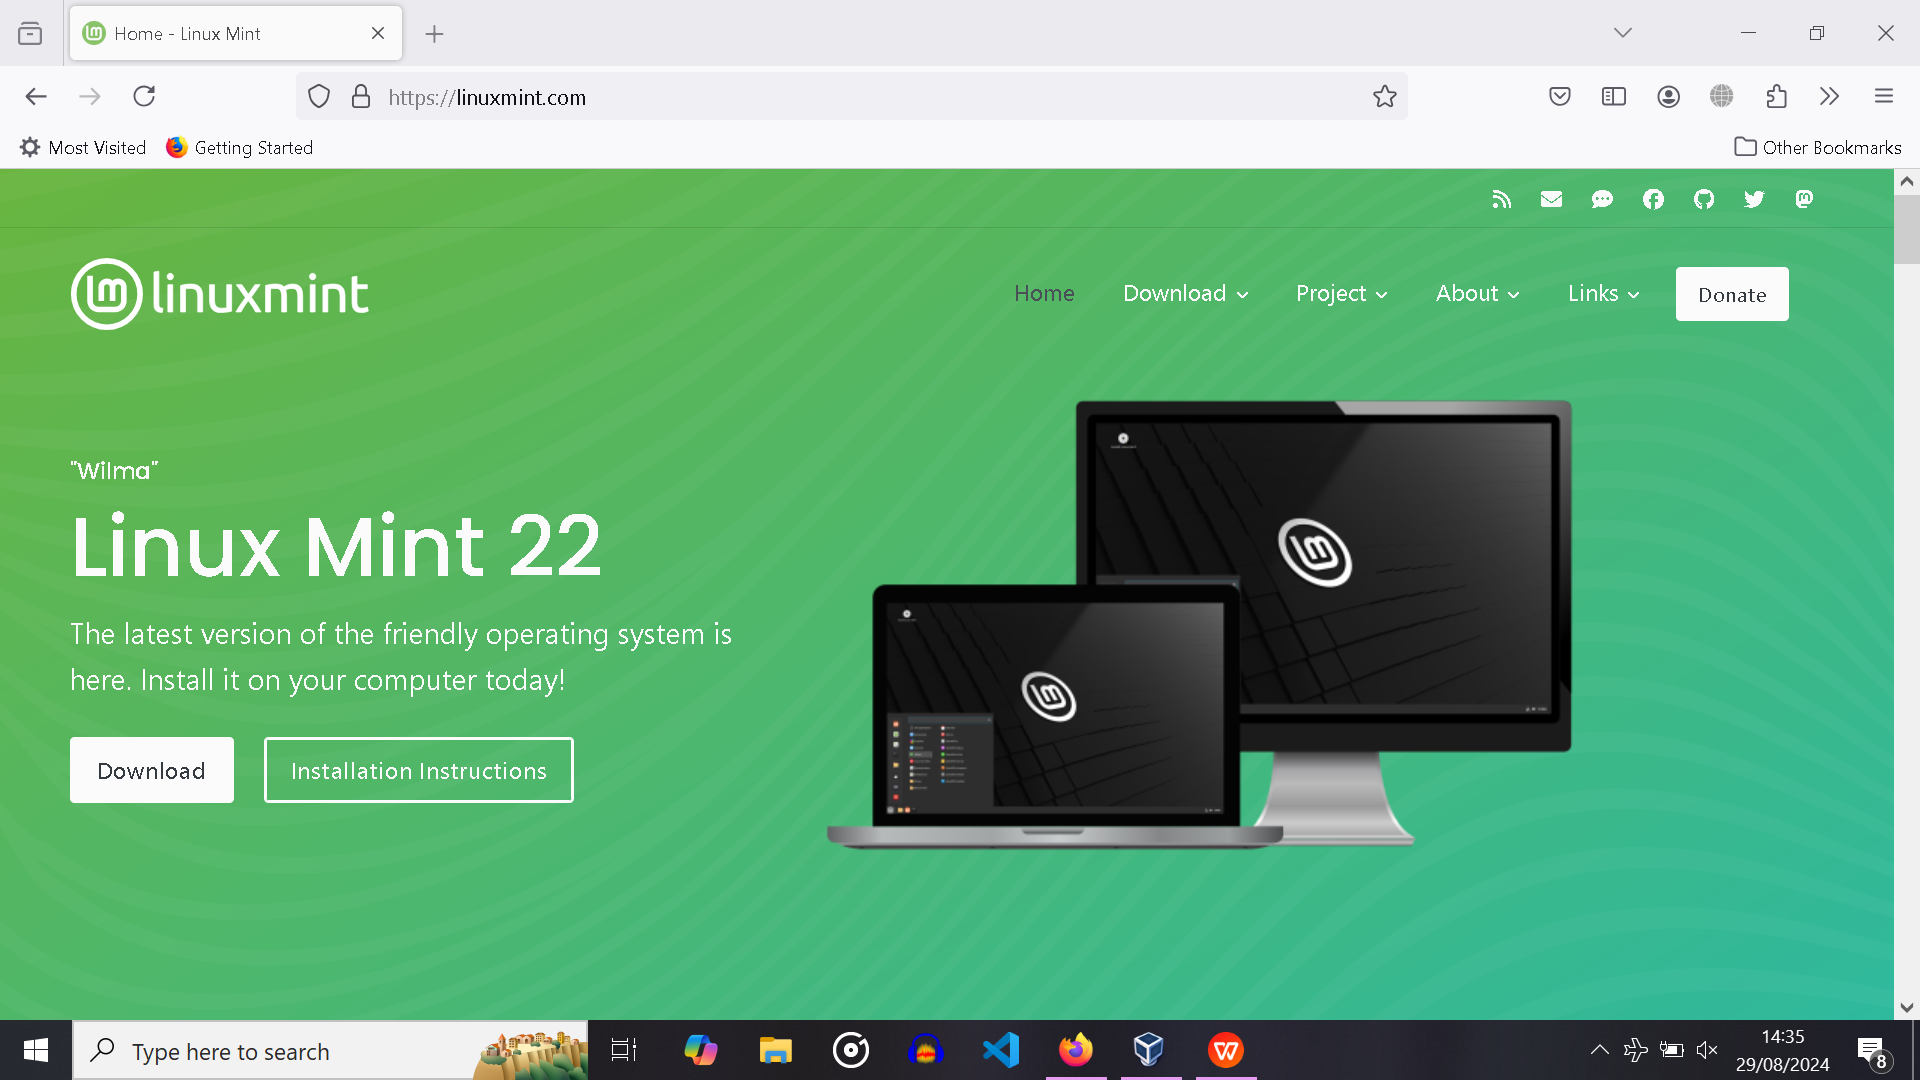 Home - Linux Mint
https://linuxmint.com
Most Visited
Getting Started
Other Bookmarks
linuxmint
Home
Download
Project
About
Links
Donate
"Wilma"
Linux Mint 22
The latest version of the friendly operating system is
here. Install it on your computer today!
Download
Installation Instructions
Type here to search
14:35
29/08/2024
8